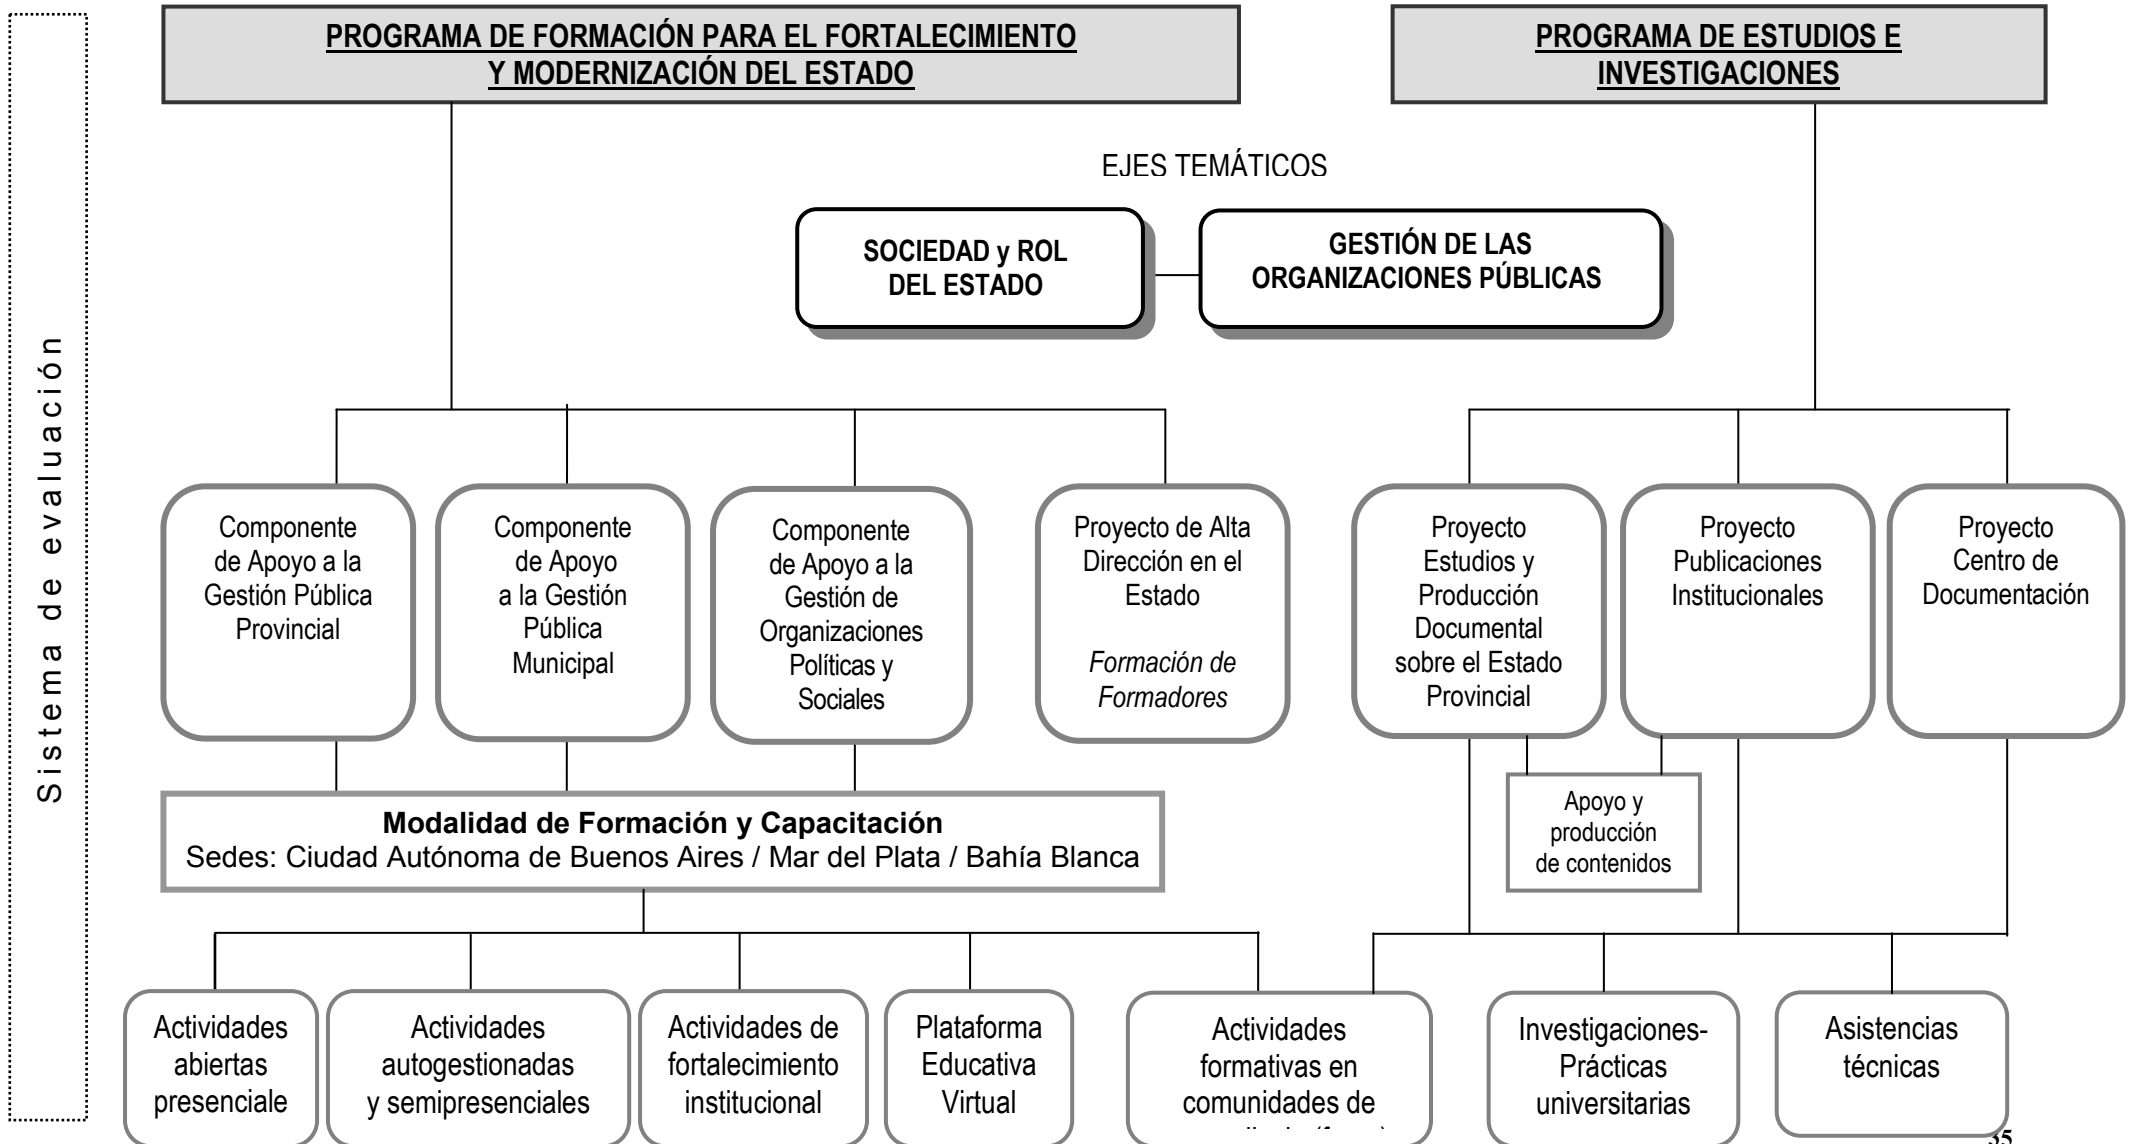 PROGRAMA DE FORMACIÓN PARA EL FORTALECIMIENTO
Y MODERNIZACIÓN DEL ESTADO
PROGRAMA DE ESTUDIOS E
INVESTIGACIONES
EJES TEMÁTICOS
SOCIEDAD y ROL
DEL ESTADO
GESTIÓN DE LAS
ORGANIZACIONES PÚBLICAS
Sistema de evaluación
Componente
de Apoyo a la
Gestión Pública
Provincial
Componente
de Apoyo
a la Gestión
Pública
Municipal
Componente
de Apoyo a la
Gestión de
Organizaciones
Políticas y
Sociales
Proyecto de Alta
Dirección en el
Estado
Formación de
Formadores
Proyecto
Estudios y
Producción
Documental
sobre el Estado
Provincial
Proyecto
Publicaciones
Institucionales
Proyecto
Centro de
Documentación
Apoyo y
producción
de contenidos
Modalidad de Formación y Capacitación
Sedes: Ciudad Autónoma de Buenos Aires / Mar del Plata / Bahía Blanca
Actividades
abiertas
presenciale
Actividades
autogestionadas
y semipresenciales
Actividades de
fortalecimiento
institucional
Plataforma
Educativa
Virtual
Actividades
formativas en
comunidades de
Investigaciones-
Prácticas
universitarias
Asistencias
técnicas
35